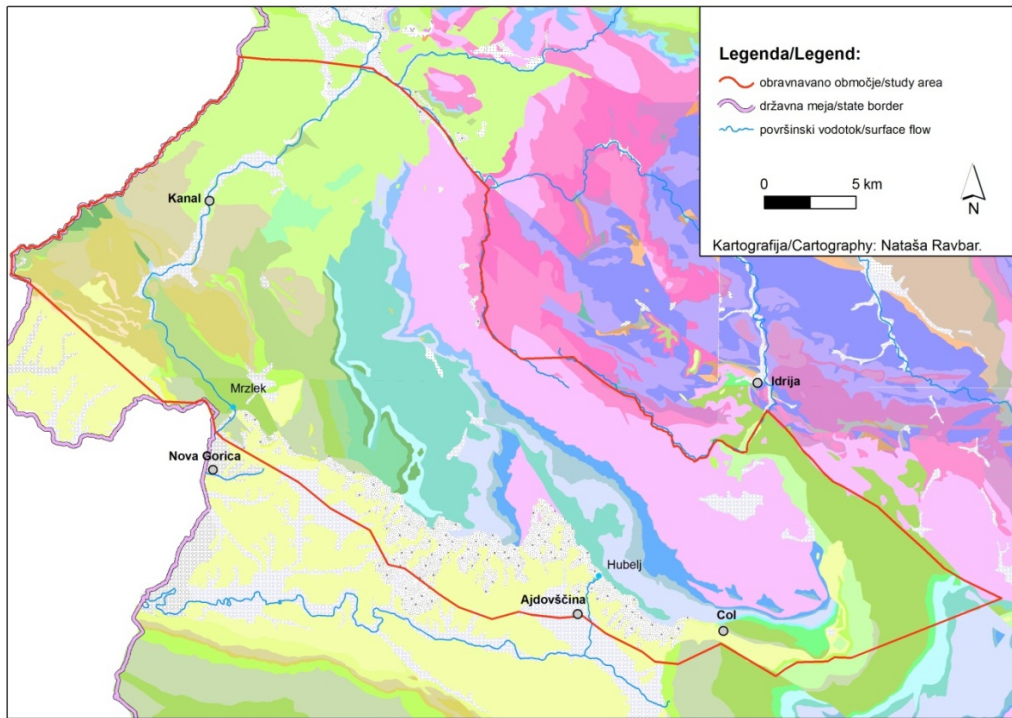 Legenda/Legend:
obravnavano območje/study area
državna meja/state border
površinski vodotok/surface flow
0 5 km
N
Kartografija/Cartography: Nataša Ravbar.
Kanal
Idrija
Mrzlek
Nova Gorica
Hubelj
Ajdovščina
Col